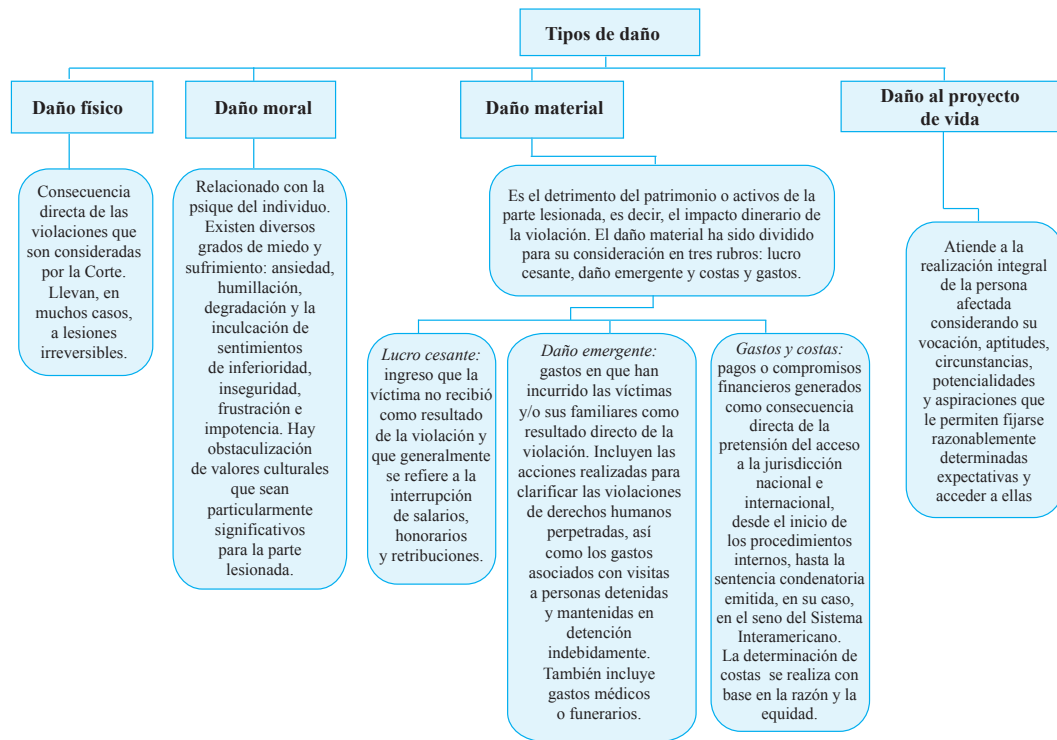 Tipos de daño
Daño físico
Consecuencia
directa de las
violaciones que
son consideradas
por la Corte.
Llevan, en
muchos casos,
a lesiones
irreversibles.
Daño moral
Relacionado con la
psique del individuo.
Existen diversos
grados de miedo y
sufrimiento: ansiedad,
humillación,
degradación y la
inculcación de
sentimientos
de inferioridad,
inseguridad,
frustración e
impotencia. Hay
obstaculización
de valores culturales
que sean
particularmente
significativos
para la parte
lesionada.
Daño material
Es el detrimento del patrimonio o activos de la
parte lesionada, es decir, el impacto dinerario de
la violación. El daño material ha sido dividido
para su consideración en tres rubros: lucro
cesante, daño emergente y costas y gastos.
Lucro cesante:
ingreso que la
víctima no recibió
como resultado
de la violación y
que generalmente
se refiere a la
interrupción
de salarios,
honorarios
y retribuciones.
Daño emergente:
gastos en que han
incurrido las víctimas
y/o sus familiares como
resultado directo de la
violación. Incluyen las
acciones realizadas para
clarificar las violaciones
de derechos humanos
perpetradas, así
como los gastos
asociados con visitas
a personas detenidas
y mantenidas en
detención
indebidamente.
También incluye
gastos médicos
o funerarios.
Gastos y costas:
pagos o compromisos
financieros generados
como consecuencia
directa de la
pretensión del acceso
a la jurisdicción
nacional e
internacional,
desde el inicio de
los procedimientos
internos, hasta la
sentencia condenatoria
emitida, en su caso,
en el seno del Sistema
Interamericano.
La determinación de
costas se realiza con
base en la razón y la
equidad.
Daño al proyecto
de vida
Atiende a la
realización integral
de la persona
afectada
considerando su
vocación, aptitudes,
circunstancias,
potencialidades
y aspiraciones que
le permiten fijarse
razonablemente
determinadas
expectativas y
acceder a ellas